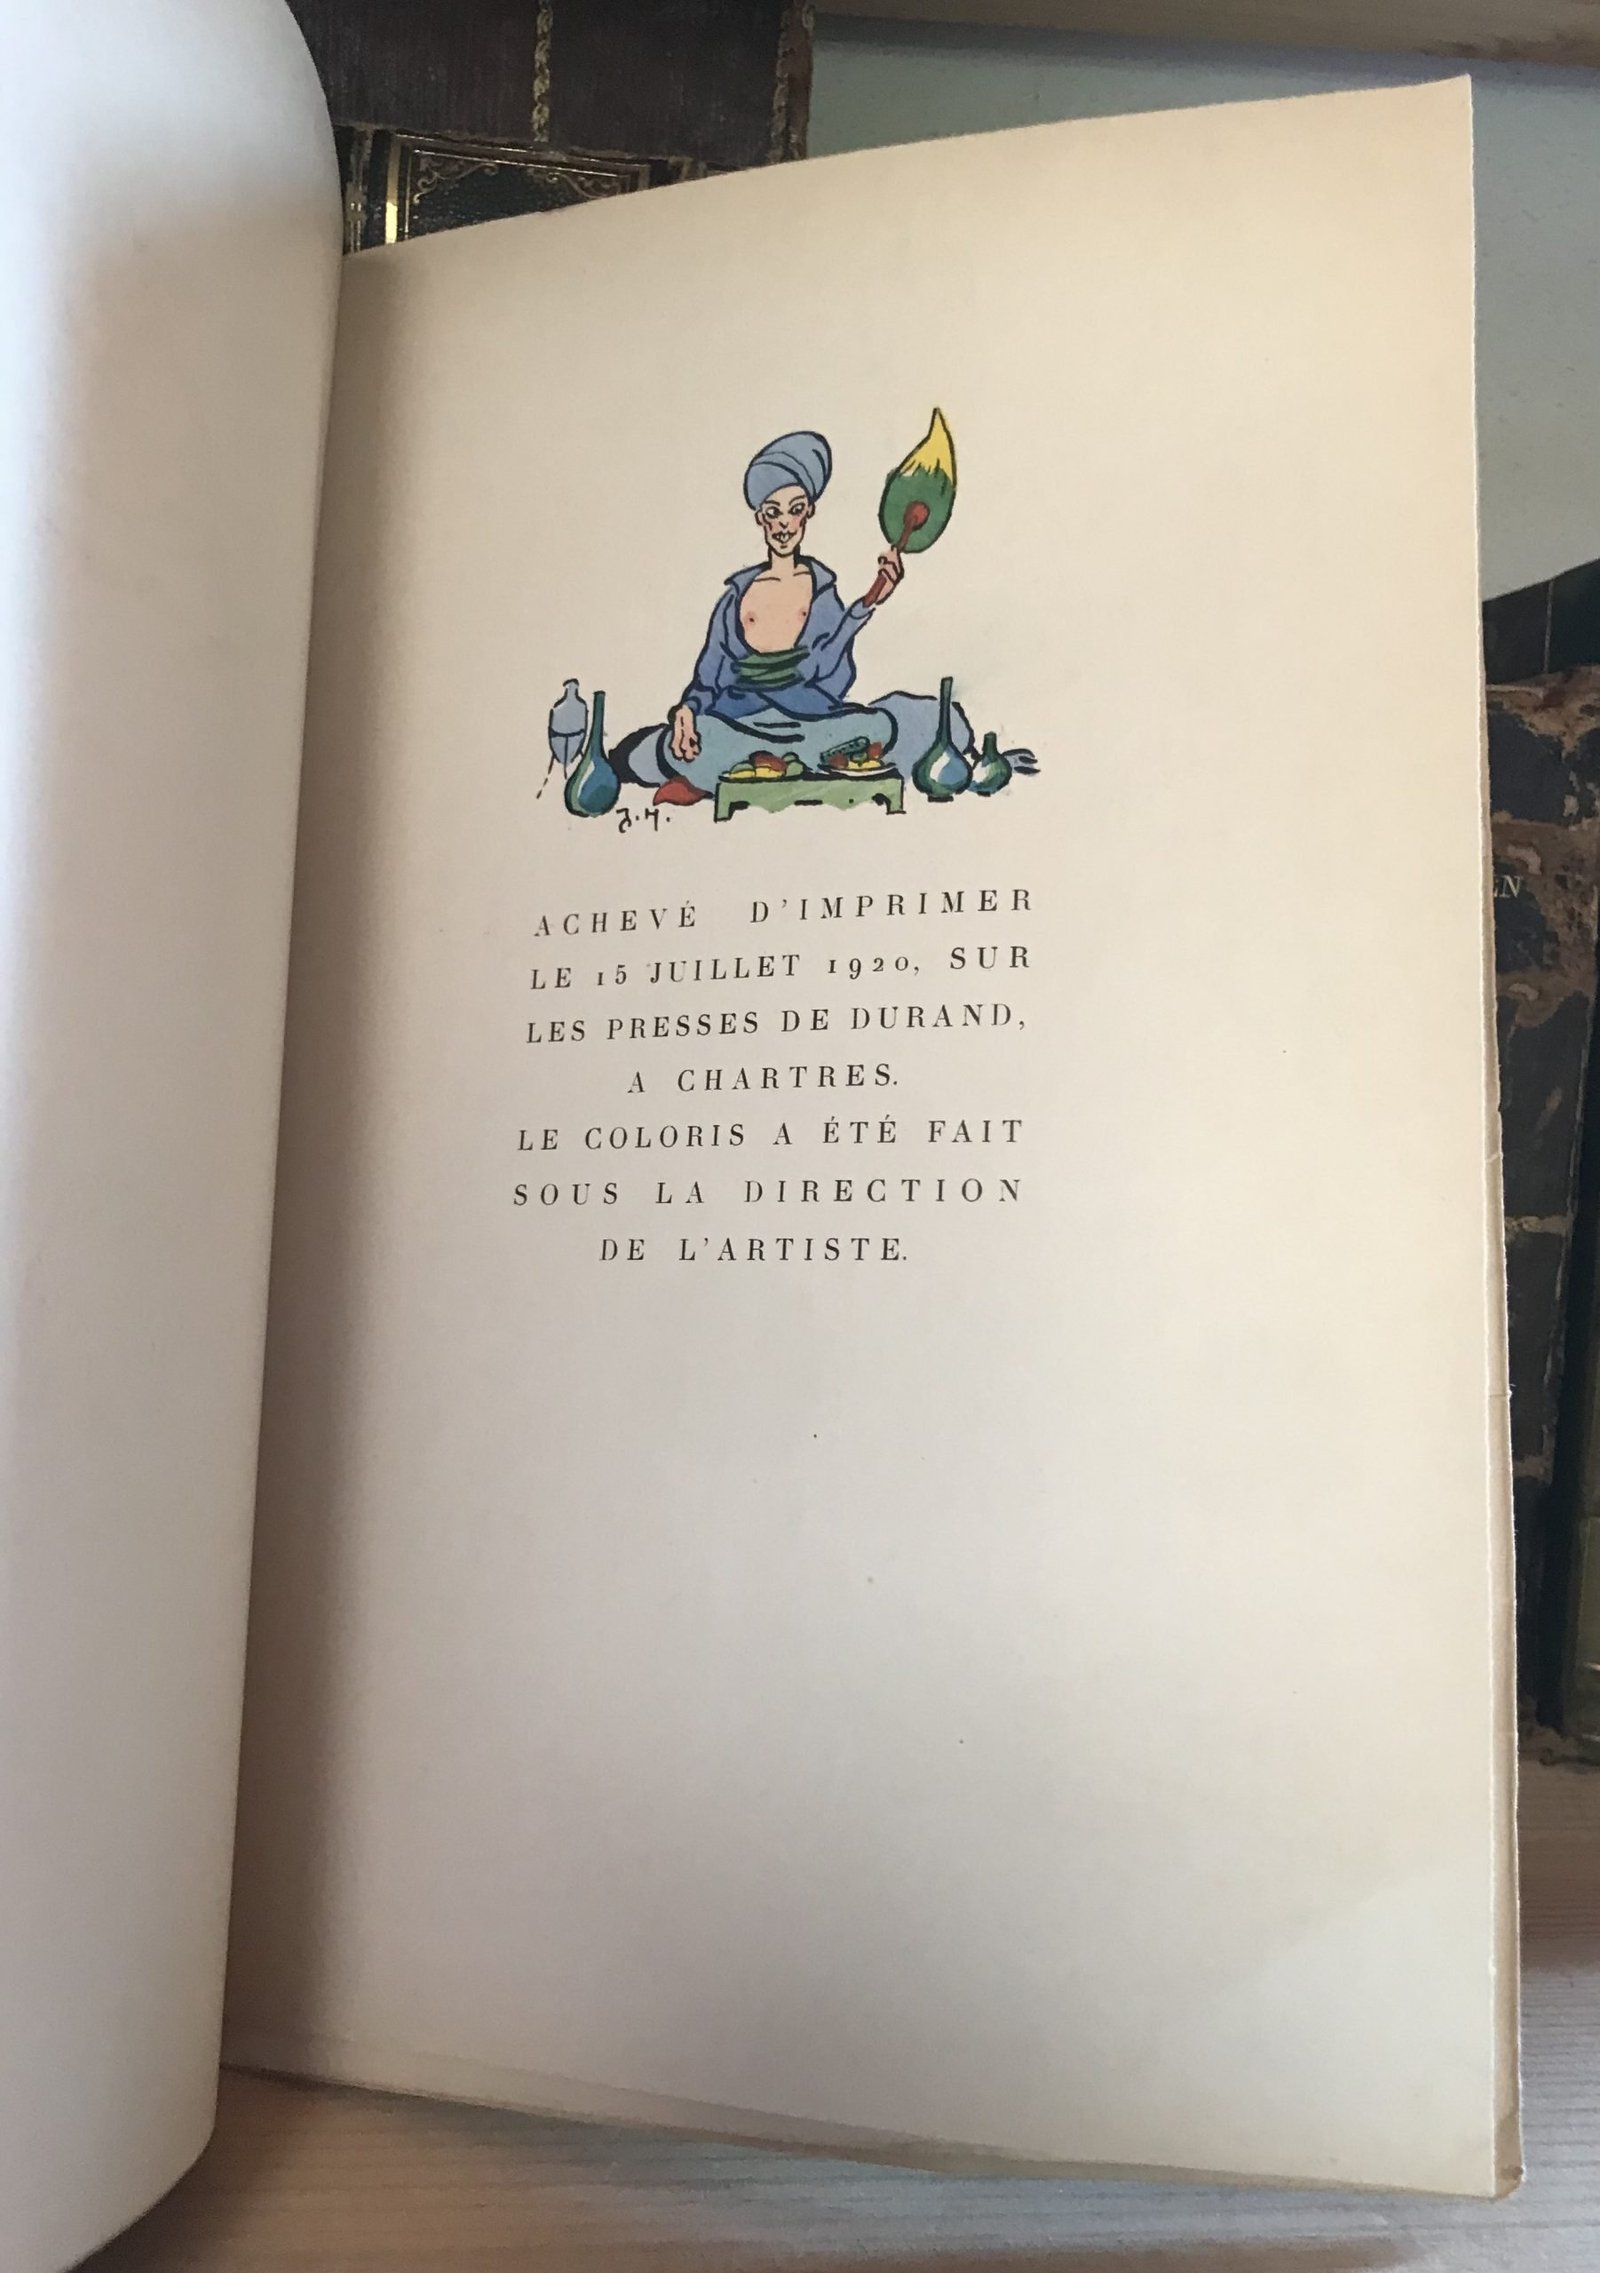 J.H.
ACHEVÉ D'IMPRIMER
LE 15 JUILLET 1920, SUR
LES PRESSES DE DURAND,
A CHARTRES.
LE COLORIS A ÉTÉ FAIT
SOUS LA DIRECTION
DE L'ARTISTE.